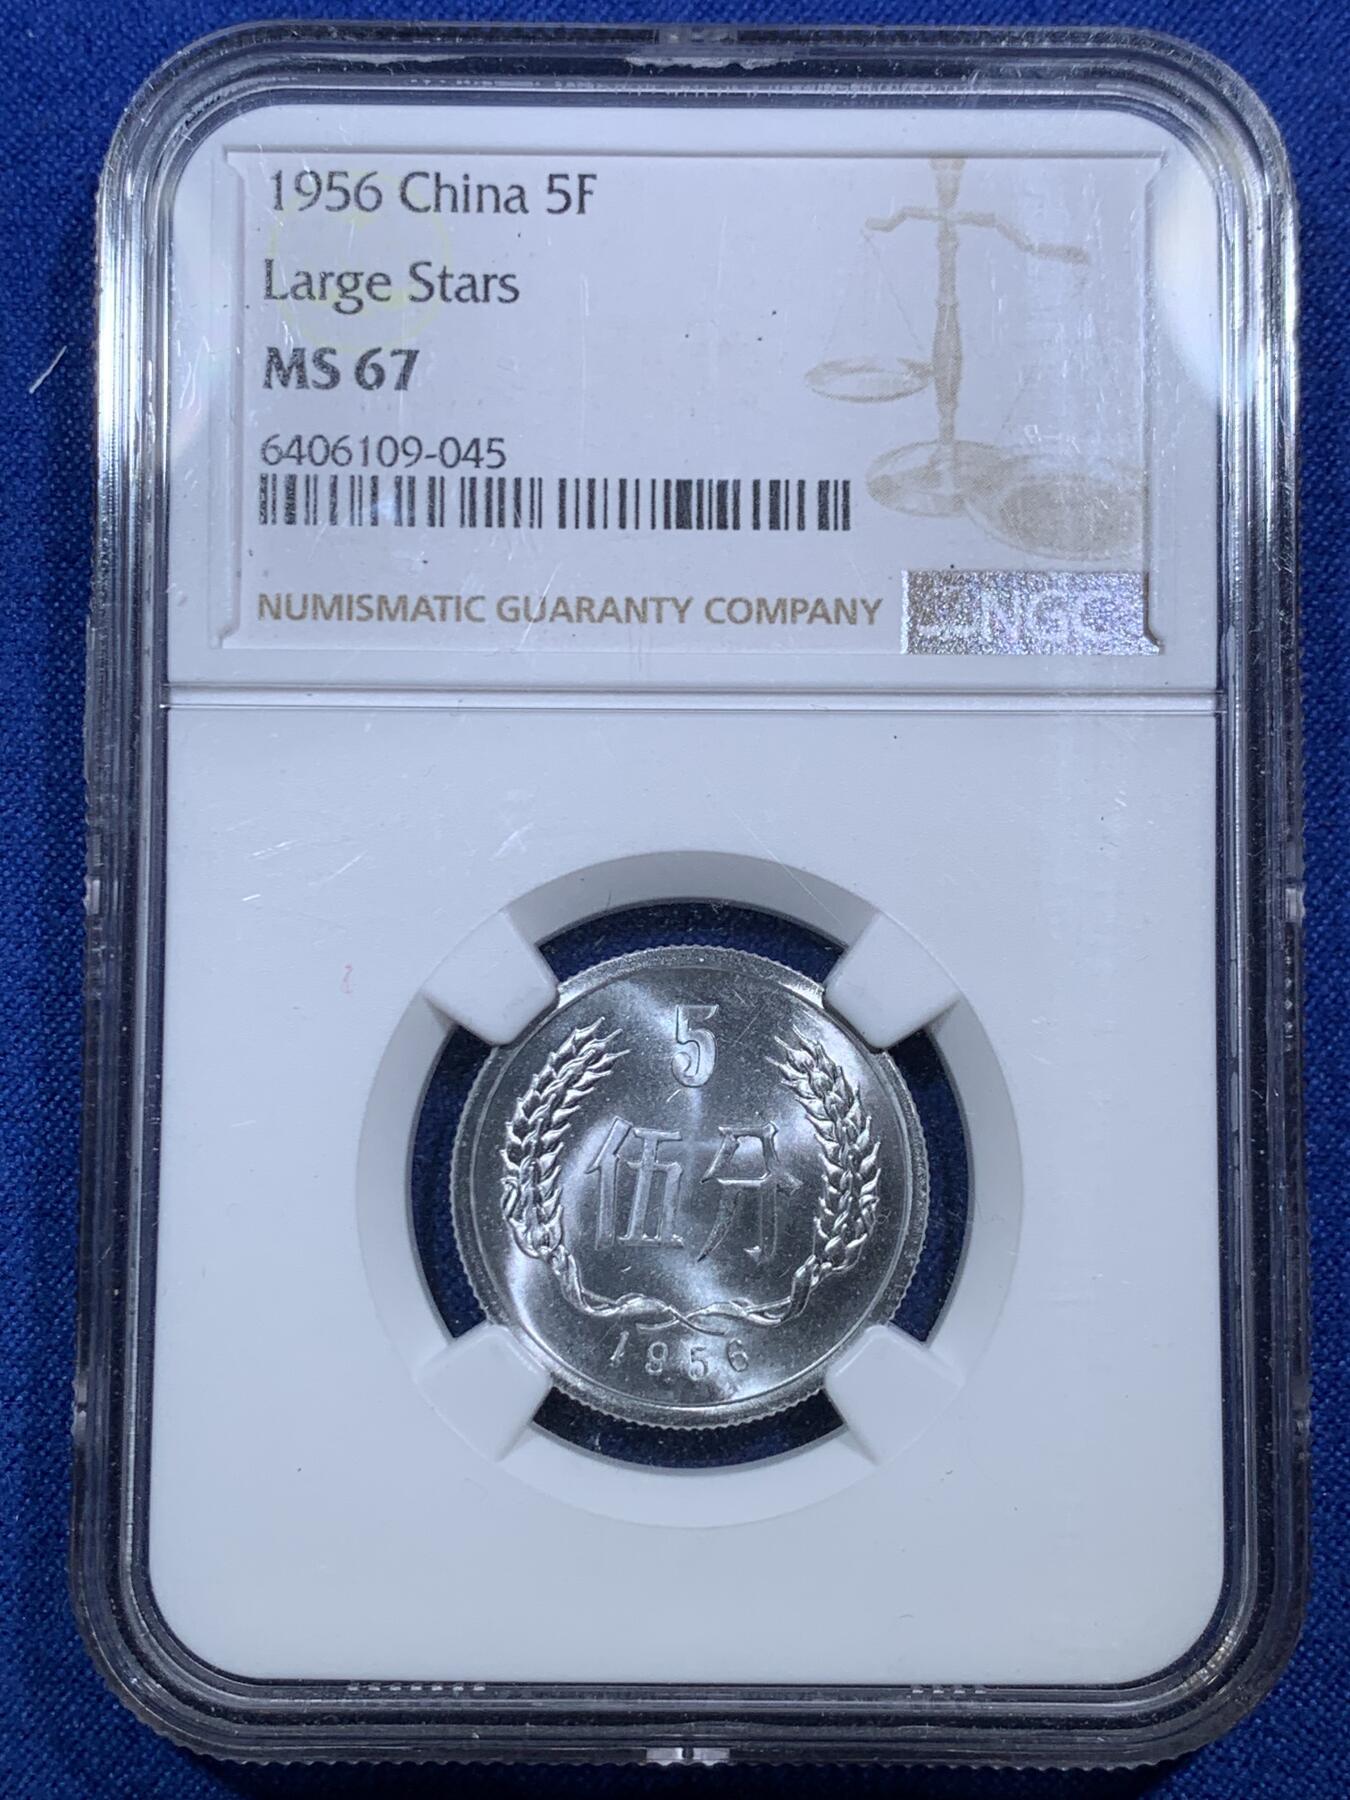 1956 China 5F
Large Stars
MS 67
6406109-045
NUMISMATIC GUARANTY COMPANY
NGC
5
伍分
1956